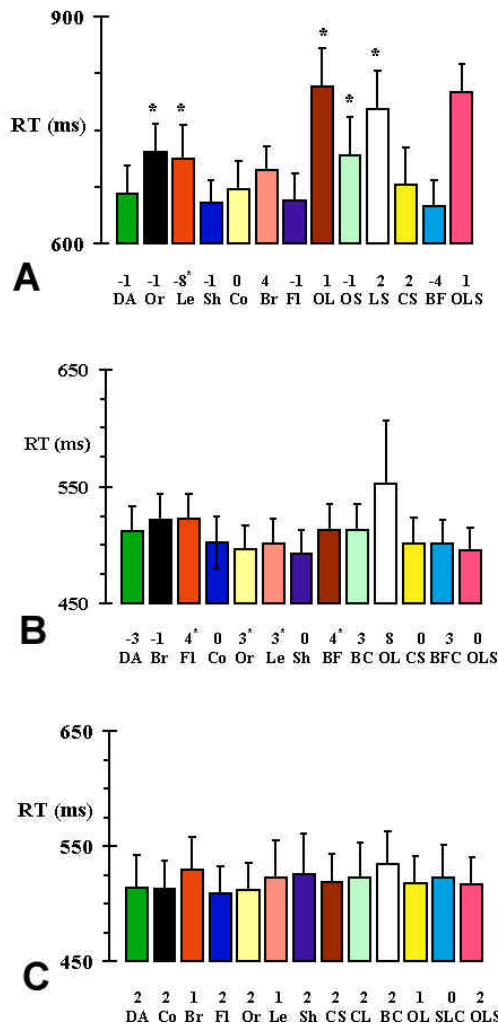 900
* *
* *
* *
RT (ms)
600
A
-1 -1 -8* -1 0 4 -1 1 -1 2 2 -4 1
DA Or Le Sh Co Br Fl OL OS LS CS BF OLS
650
RT (ms)
550
450
B
-3 -1 4* 0 3* 3* 0 4* 3 8 0 3 0
DA Br Fl Co Or Le Sh BF BC OL CS BFC OLS
650
RT (ms)
550
450
C
2 2 1 2 2 1 2 2 2 2 1 0 2
DA Co Br Fl Or Le Sh CS CL BC OL SLC OLS